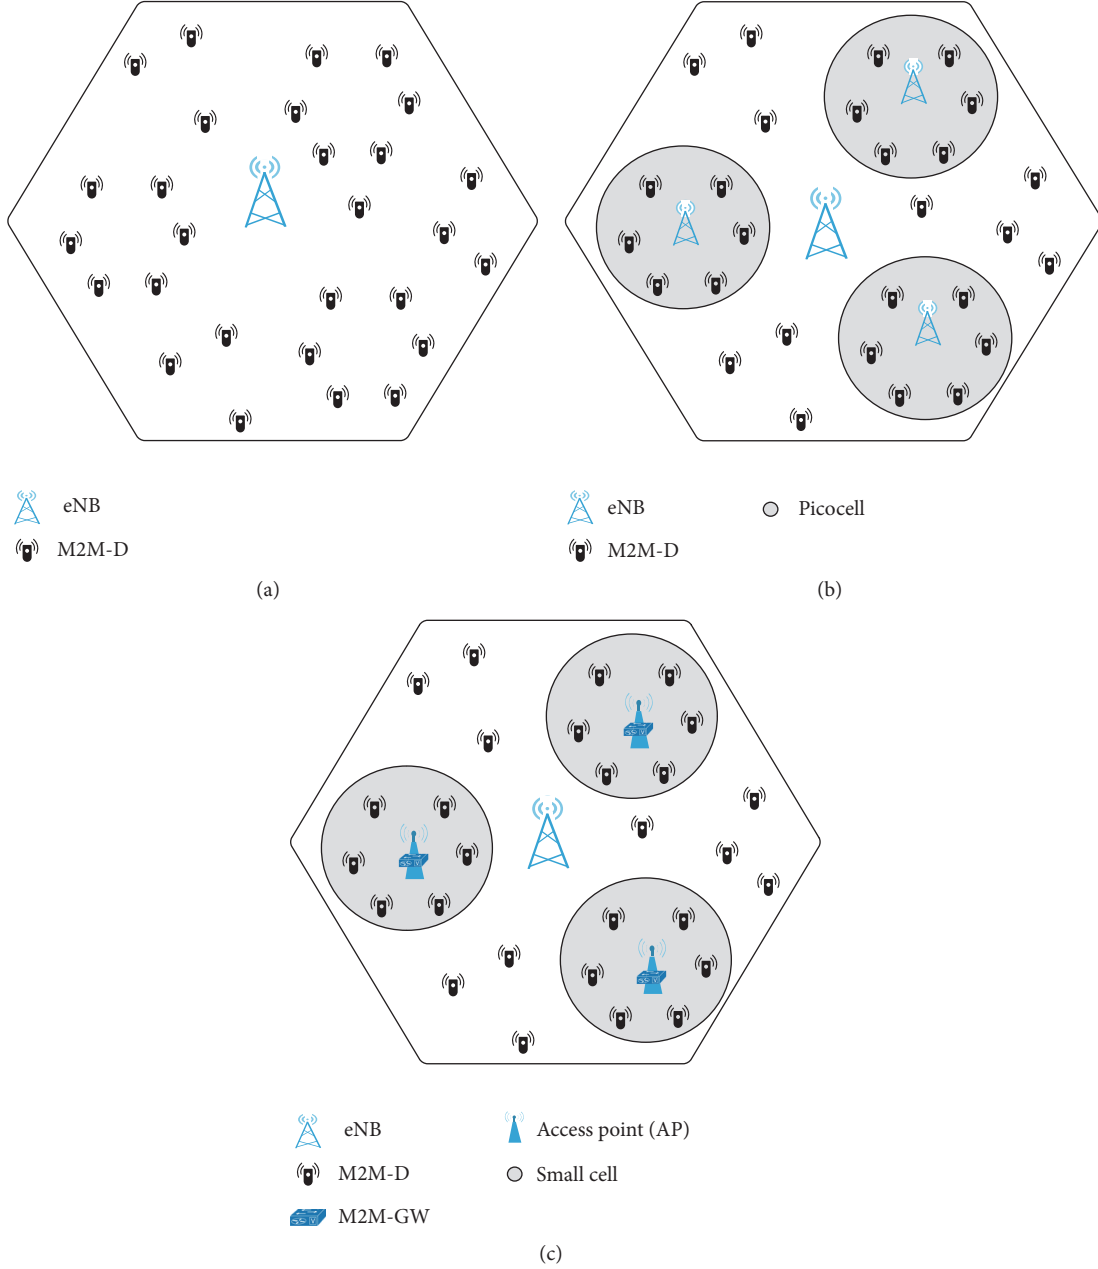 eNB
M2M-D
(a)
eNB
Picocell
M2M-D
(b)
eNB
Access point (AP)
M2M-D
Small cell
M2M-GW
(c)